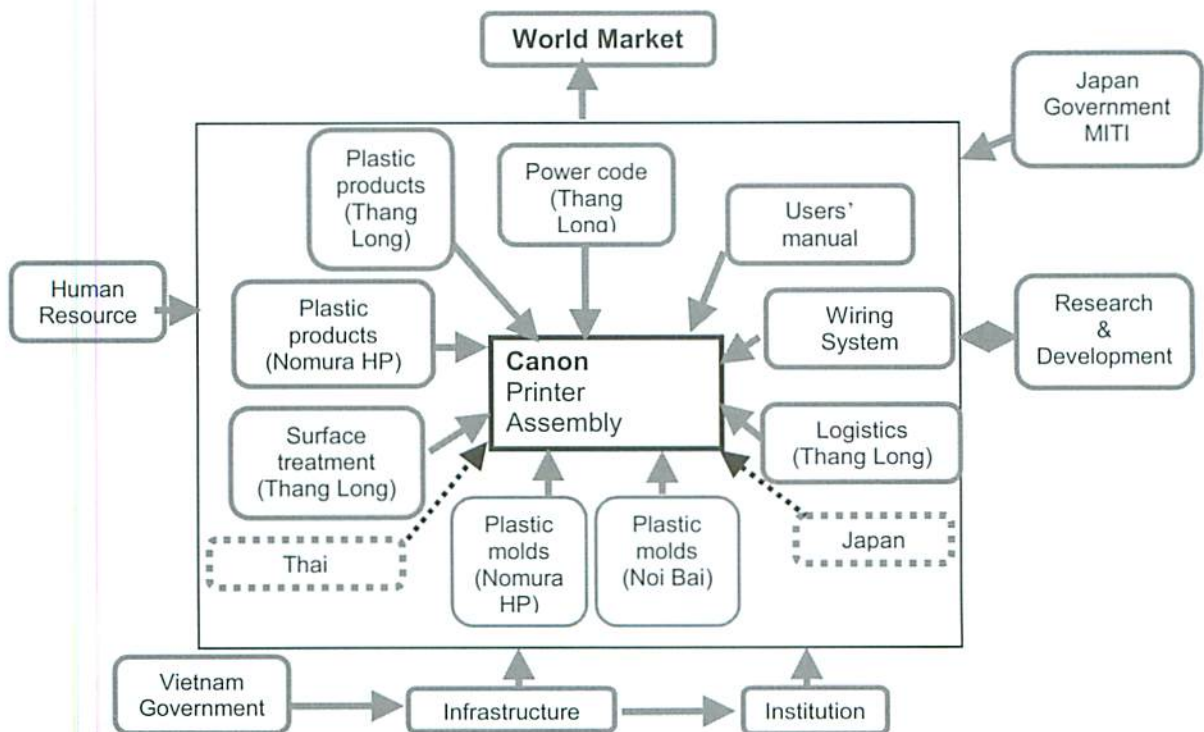 World Market
Japan
Government
MITI
Plastic
products
(Thang
Long)
Power code
(Thang
Long)
Users'
manual
Human
Resource
Plastic
products
(Nomura HP)
Canon
Printer
Assembly
Wiring
System
Research
&
Development
Surface
treatment
(Thang Long)
Logistics
(Thang Long)
Thai
Plastic
molds
(Nomura
HP)
Plastic
molds
(Noi Bai)
Japan
Vietnam
Government
Infrastructure
Institution